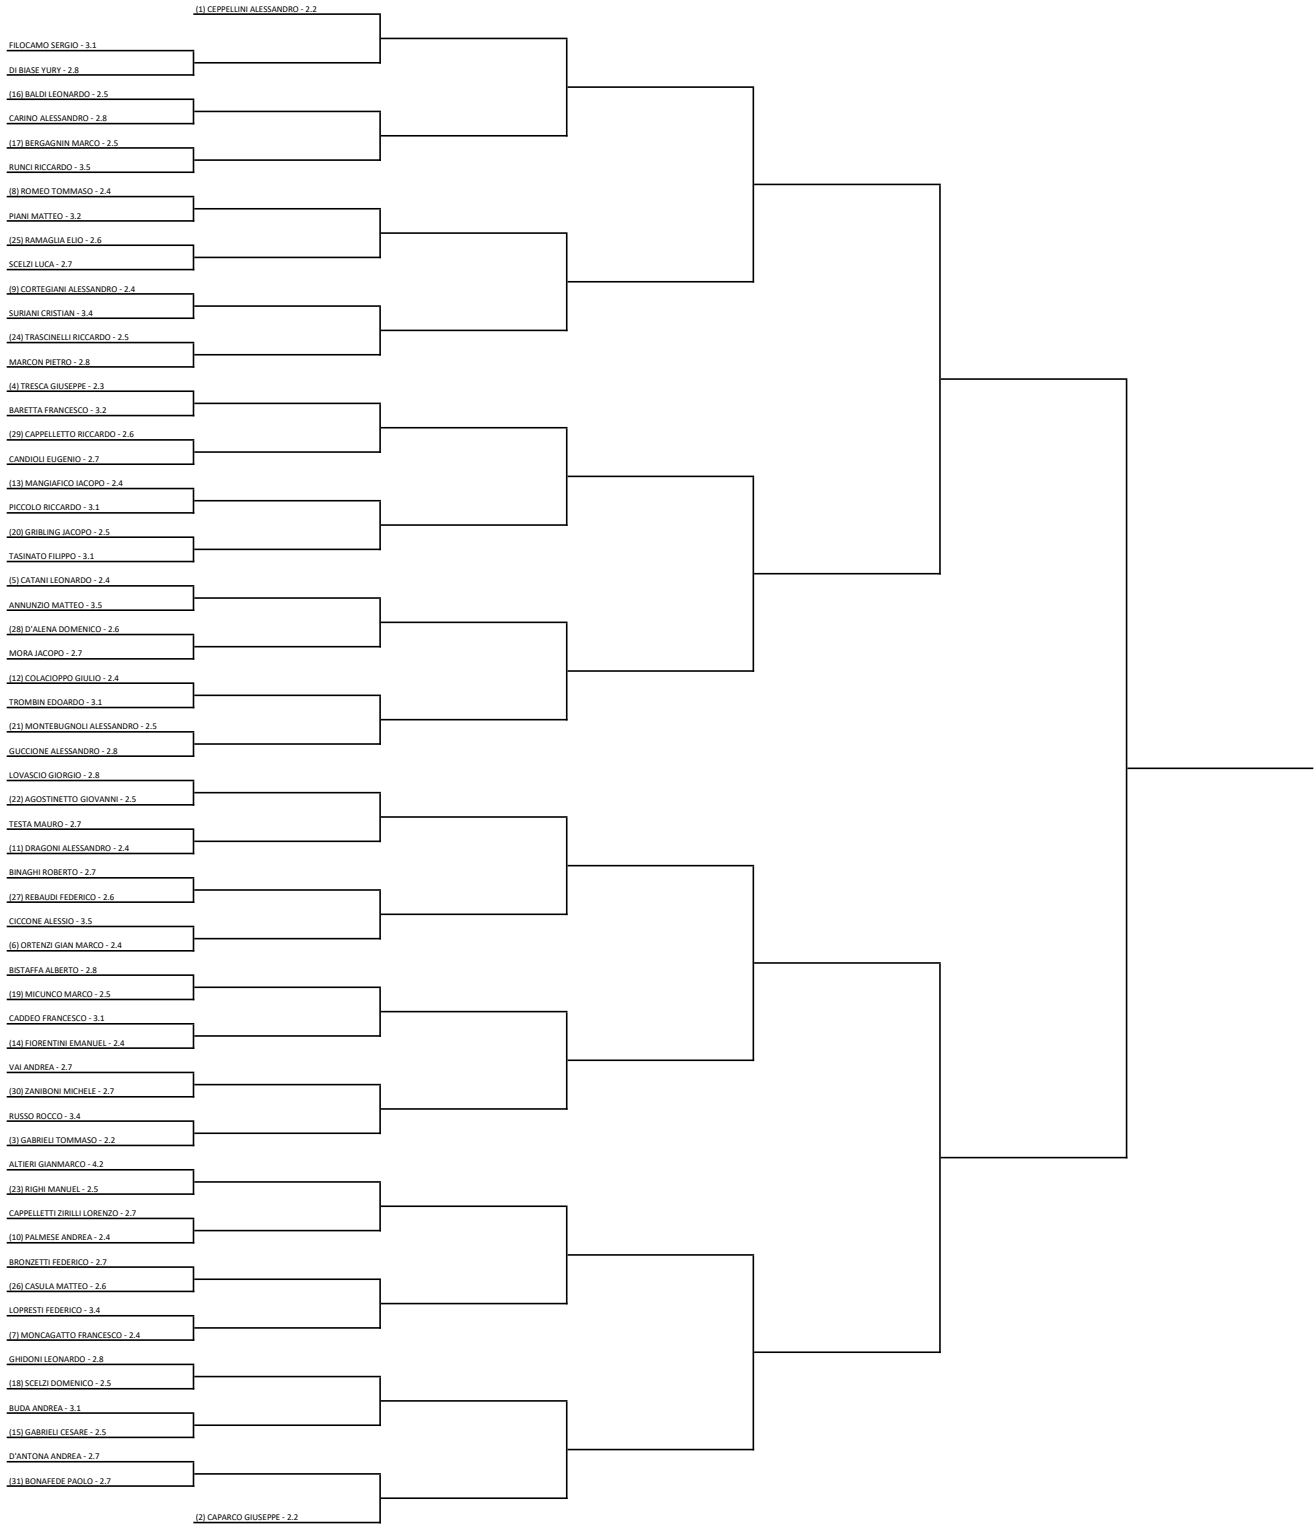 (1) CEPPELLINI ALESSANDRO - 2.2
FILOCAMO SERGIO - 3.1
DI BIASE YURY - 2.8
(16) BALDI LEONARDO - 2.5
CARINO ALESSANDRO - 2.8
(17) BERGAGNIN MARCO - 2.5
RUNCI RICCARDO - 3.5
(8) ROMEO TOMMASO - 2.4
PIANI MATTEO - 3.2
(25) RAMAGLIA ELIO - 2.6
SCELZI LUCA - 2.7
(9) CORTEGIANI ALESSANDRO - 2.4
SURIANI CRISTIAN - 3.4
(24) TRASCINELLI RICCARDO - 2.5
MARCON PIETRO - 2.8
(4) TRESCA GIUSEPPE - 2.3
BARETTA FRANCESCO - 3.2
(29) CAPPELLETTO RICCARDO - 2.6
CANDIOLI EUGENIO - 2.7
(13) MANGIAFICO IACOPO - 2.4
PICCOLO RICCARDO - 3.1
(20) GRIBLING JACOPO - 2.5
TASINATO FILIPPO - 3.1
(5) CATANI LEONARDO - 2.4
ANNUNZIO MATTEO - 3.5
(28) D'ALENA DOMENICO - 2.6
MORA JACOPO - 2.7
(12) COLACIOPPO GIULIO - 2.4
TROMBIN EDOARDO - 3.1
(21) MONTEBUGNOLI ALESSANDRO - 2.5
GUCCIONE ALESSANDRO - 2.8
LOVASCIO GIORGIO - 2.8
(22) AGOSTINETTO GIOVANNI - 2.5
TESTA MAURO - 2.7
(11) DRAGONI ALESSANDRO - 2.4
BINAGHI ROBERTO - 2.7
(27) REBAUDI FEDERICO - 2.6
CICCONE ALESSIO - 3.5
(6) ORTENZI GIAN MARCO - 2.4
BISTAFFA ALBERTO - 2.8
(19) MICUNCO MARCO - 2.5
CADDEO FRANCESCO - 3.1
(14) FIORENTINI EMANUEL - 2.4
VAI ANDREA - 2.7
(30) ZANIBONI MICHELE - 2.7
RUSSO ROCCO - 3.4
(3) GABRIELI TOMMASO - 2.2
ALTIERI GIANMARCO - 4.2
(23) RIGHI MANUEL - 2.5
CAPPELLETTI ZIRILLI LORENZO - 2.7
(10) PALMESE ANDREA - 2.4
BRONZETTI FEDERICO - 2.7
(26) CASULA MATTEO - 2.6
LOPRESTI FEDERICO - 3.4
(7) MONCAGATTO FRANCESCO - 2.4
GHIDONI LEONARDO - 2.8
(18) SCELZI DOMENICO - 2.5
BUDA ANDREA - 3.1
(15) GABRIELI CESARE - 2.5
D'ANTONA ANDREA - 2.7
(31) BONAFEDE PAOLO - 2.7
(2) CAPARCO GIUSEPPE - 2.2